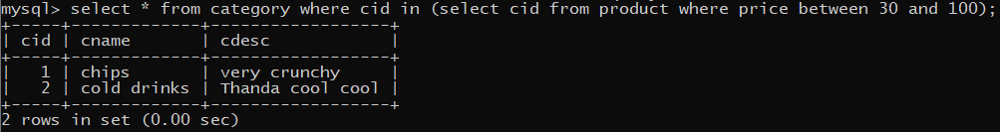 mysql> select * from category where cid in (select cid from product where price between 30 and 100);
+-----+-------------+------------------+
| cid | cname       | cdesc            |
+-----+-------------+------------------+
|   1 | chips       | very crunchy     |
|   2 | cold drinks | Thanda cool cool |
+-----+-------------+------------------+
2 rows in set (0.00 sec)